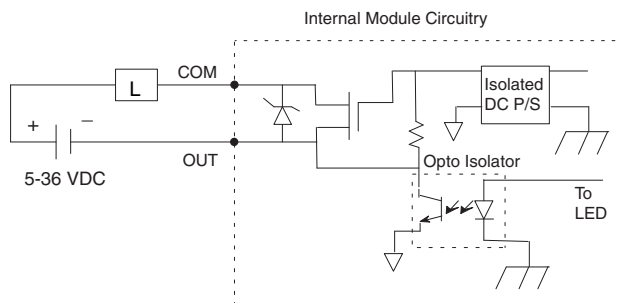 Internal Module Circuitry
COM
L
Isolated
DC P/S
+
–
OUT
Opto Isolator
5-36 VDC
To
LED